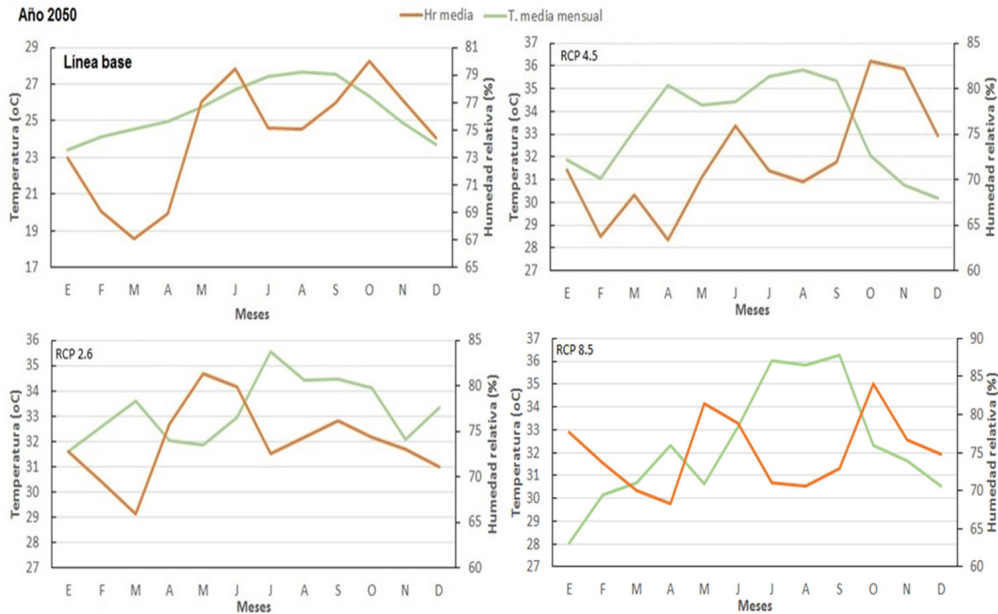 Año 2050
Hr media
T. media mensual
Línea base
Temperatura (oC)
29
27
25
23
21
19
17
81
79
77
75
73
71
69
67
65
Humedad relativa (%)
E F M A M J J A S O N D
Meses
RCP 4.5
Temperatura (oC)
37
36
35
34
33
32
31
30
29
28
27
85
80
75
70
65
60
Humedad relativa (%)
E F M A M J J A S O N D
Meses
RCP 2.6
Temperatura (oC)
36
35
34
33
32
31
30
29
28
27
85
80
75
70
65
60
Humedad relativa (%)
E F M A M J J A S O N D
Meses
RCP 8.5
Temperatura (oC)
37
36
35
34
33
32
31
30
29
28
27
90
85
80
75
70
65
60
Humedad relativa (%)
E F M A M J J A S O N D
Meses